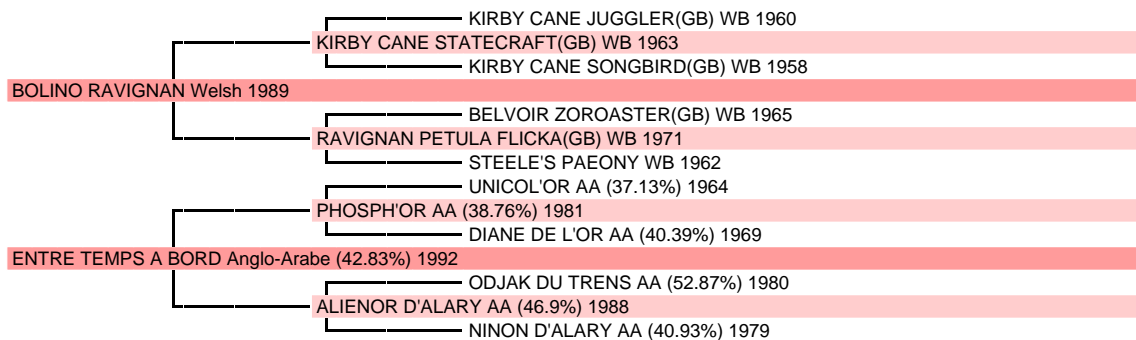 KIRBY CANE JUGGLER(GB) WB 1960
KIRBY CANE STATECRAFT(GB) WB 1963
KIRBY CANE SONGBIRD(GB) WB 1958
BOLINO RAVIGNAN Welsh 1989
BELVOIR ZOROASTER(GB) WB 1965
RAVIGNAN PETULA FLICKA(GB) WB 1971
STEELE'S PAEONY WB 1962
UNICOL'OR AA (37.13%) 1964
PHOSPH'OR AA (38.76%) 1981
DIANE DE L'OR AA (40.39%) 1969
ENTRE TEMPS A BORD Anglo-Arabe (42.83%) 1992
ODJAK DU TRENS AA (52.87%) 1980
ALIENOR D'ALARY AA (46.9%) 1988
NINON D'ALARY AA (40.93%) 1979